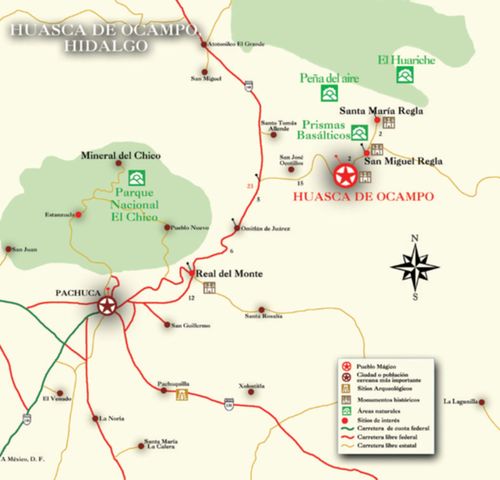 HUASCA DE OCAMPO,
HIDALGO
Atotonilco El Grande
San Miguel
El Huariche
Peña del aire
Santa María Regla
Santo Tomás
Allende
Prismas
Basálticos
2
2
San Miguel Regla
San José
Ocotillos
15
HUASCA DE OCAMPO
Mineral del Chico
Parque
Nacional
El Chico
Estanzuela
21
5
Pueblo Nuevo
Omitlán de Juárez
6
San Juan
Real del Monte
PACHUCA
12
Santa Rosalía
San Guillermo
N
S
Pachuquilla
Xolostitla
El Venado
La Noria
130
Santa María
La Calera
A México, D. F.
La Lagunilla
Pueblo Mágico
Ciudad o población
cercana más importante
Sitios Arqueológicos
Monumentos históricos
Áreas naturales
Sitios de interés
Carretera de cuota federal
Carretera libre federal
Carretera libre estatal